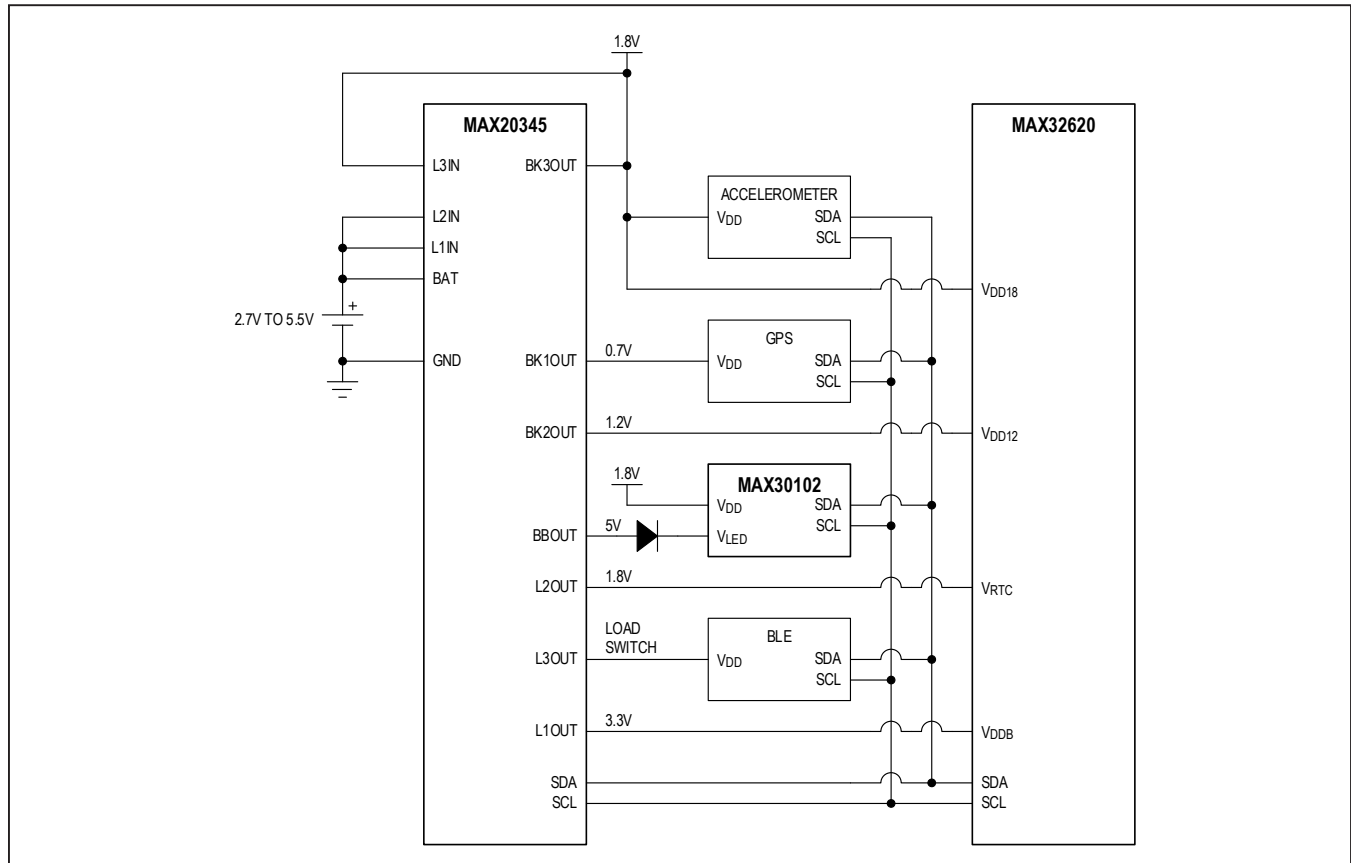 1.8V
MAX20345
MAX32620
L3IN
BK3OUT
ACCELEROMETER
VDD
SDA
SCL
L2IN
L1IN
BAT
VDD18
+
2.7V TO 5.5V
GPS
GND
BK1OUT
0.7V
VDD
SDA
SCL
BK2OUT
1.2V
VDD12
1.8V
MAX30102
VDD
SDA
SCL
BBOUT
5V
VLED
L2OUT
1.8V
VRTC
LOAD
SWITCH
BLE
L3OUT
VDD
SDA
SCL
L1OUT
3.3V
VDDB
SDA
SDA
SCL
SCL